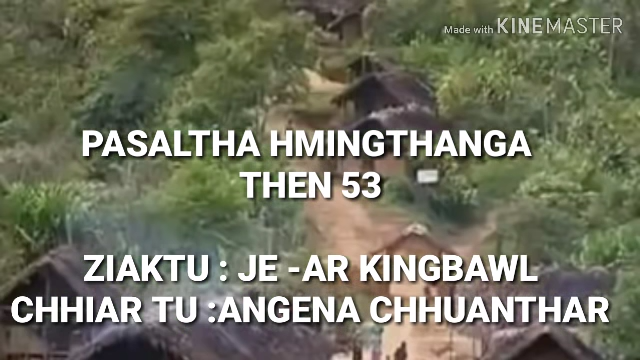 Made with KINEMASTER
PASALTHA HMINGTHANGA
THEN 53
ZIAKTU : JE -AR KINGBAWL
CHHIAR TU :ANGENA CHHUANTHAR